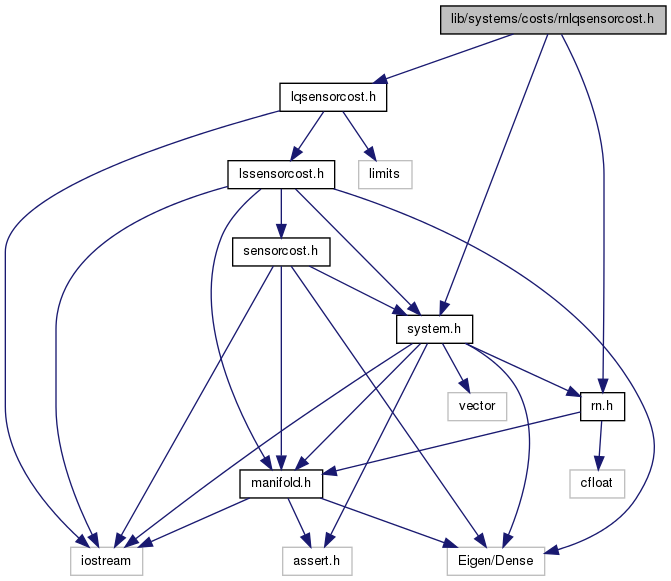 lib/systems/costs/rnlqsensorcost.h
lqsensorcost.h
lssensorcost.h
limits
sensorcost.h
system.h
vector
rn.h
manifold.h
cfloat
iostream
assert.h
Eigen/Dense